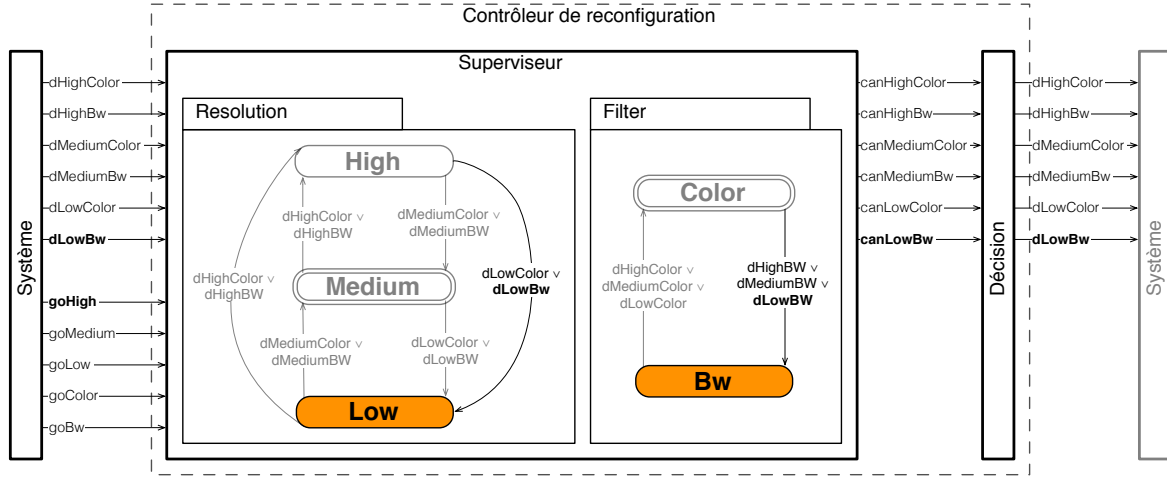 Contrôleur de reconfiguration
Système
dHighColor
dHighBw
dMediumColor
dMediumBw
dLowColor
dLowBw
goHigh
goMedium
goLow
goColor
goBw
Superviseur
Resolution
High
dHighColor ∨
dHighBW
dMediumColor ∨
dMediumBW
dHighColor ∨
dHighBW
Medium
dLowColor ∨
dLowBw
dMediumColor ∨
dMediumBW
dLowColor ∨
dLowBW
Low
Filter
Color
dHighColor ∨
dMediumColor ∨
dLowColor
dHighBW ∨
dMediumBW ∨
dLowBW
Bw
canHighColor
canHighBw
canMediumColor
canMediumBw
canLowColor
canLowBw
Décision
dHighColor
dHighBw
dMediumColor
dMediumBw
dLowColor
dLowBw
Système